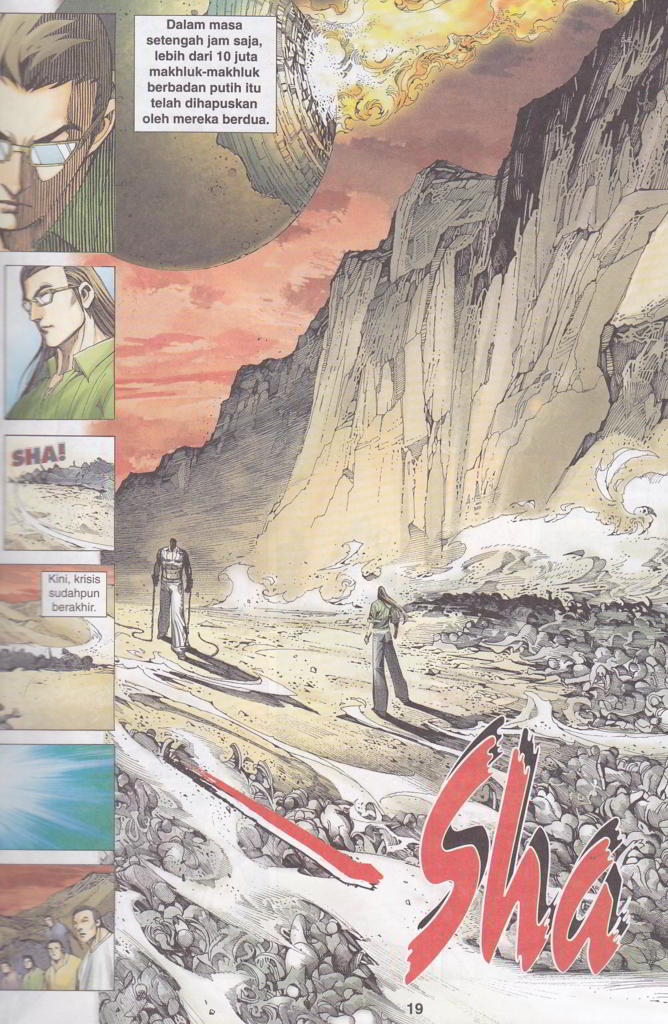 Dalam masa
setengah jam saja,
lebih dari 10 juta
makhluk-makhluk
berbadan putih itu
telah dihapuskan
oleh mereka berdua.
SHA!
Kini, krisis
sudahpun
berakhir.
Sha
19